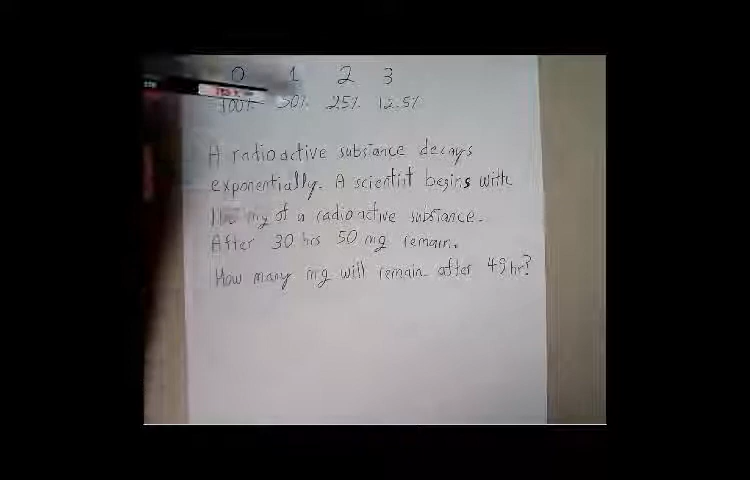 0 1 2 3
100% 50% 25% 12.5%
A radioactive substance decays
exponentially. A scientist begins with
mg of a radioactive substance.
After 30 hrs 50 mg remain.
How many mg will remain after 49 hr?